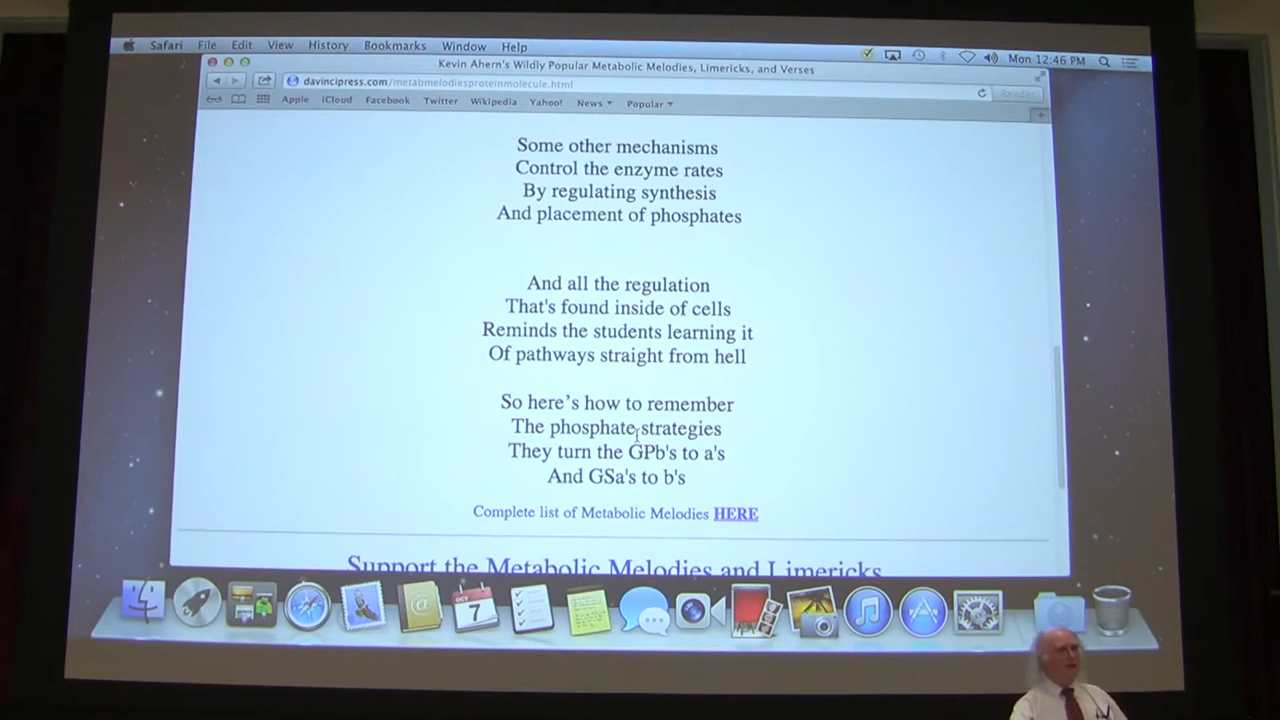 Safari File Edit View History Bookmarks Window Help Mon 12:46 PM
Kevin Ahern's Wildly Popular Metabolic Melodies, Limericks, and Verses
davincipress.com/metabmelodiesproteinmolecule.html Reader
Apple iCloud Facebook Twitter Wikipedia Yahoo! News Popular
Some other mechanisms
Control the enzyme rates
By regulating synthesis
And placement of phosphates
And all the regulation
That's found inside of cells
Reminds the students learning it
Of pathways straight from hell
So here's how to remember
The phosphate strategies
They turn the GPb's to a's
And GSa's to b's
Complete list of Metabolic Melodies HERE
Support the Metabolic Melodies and Limericks
OCT
7